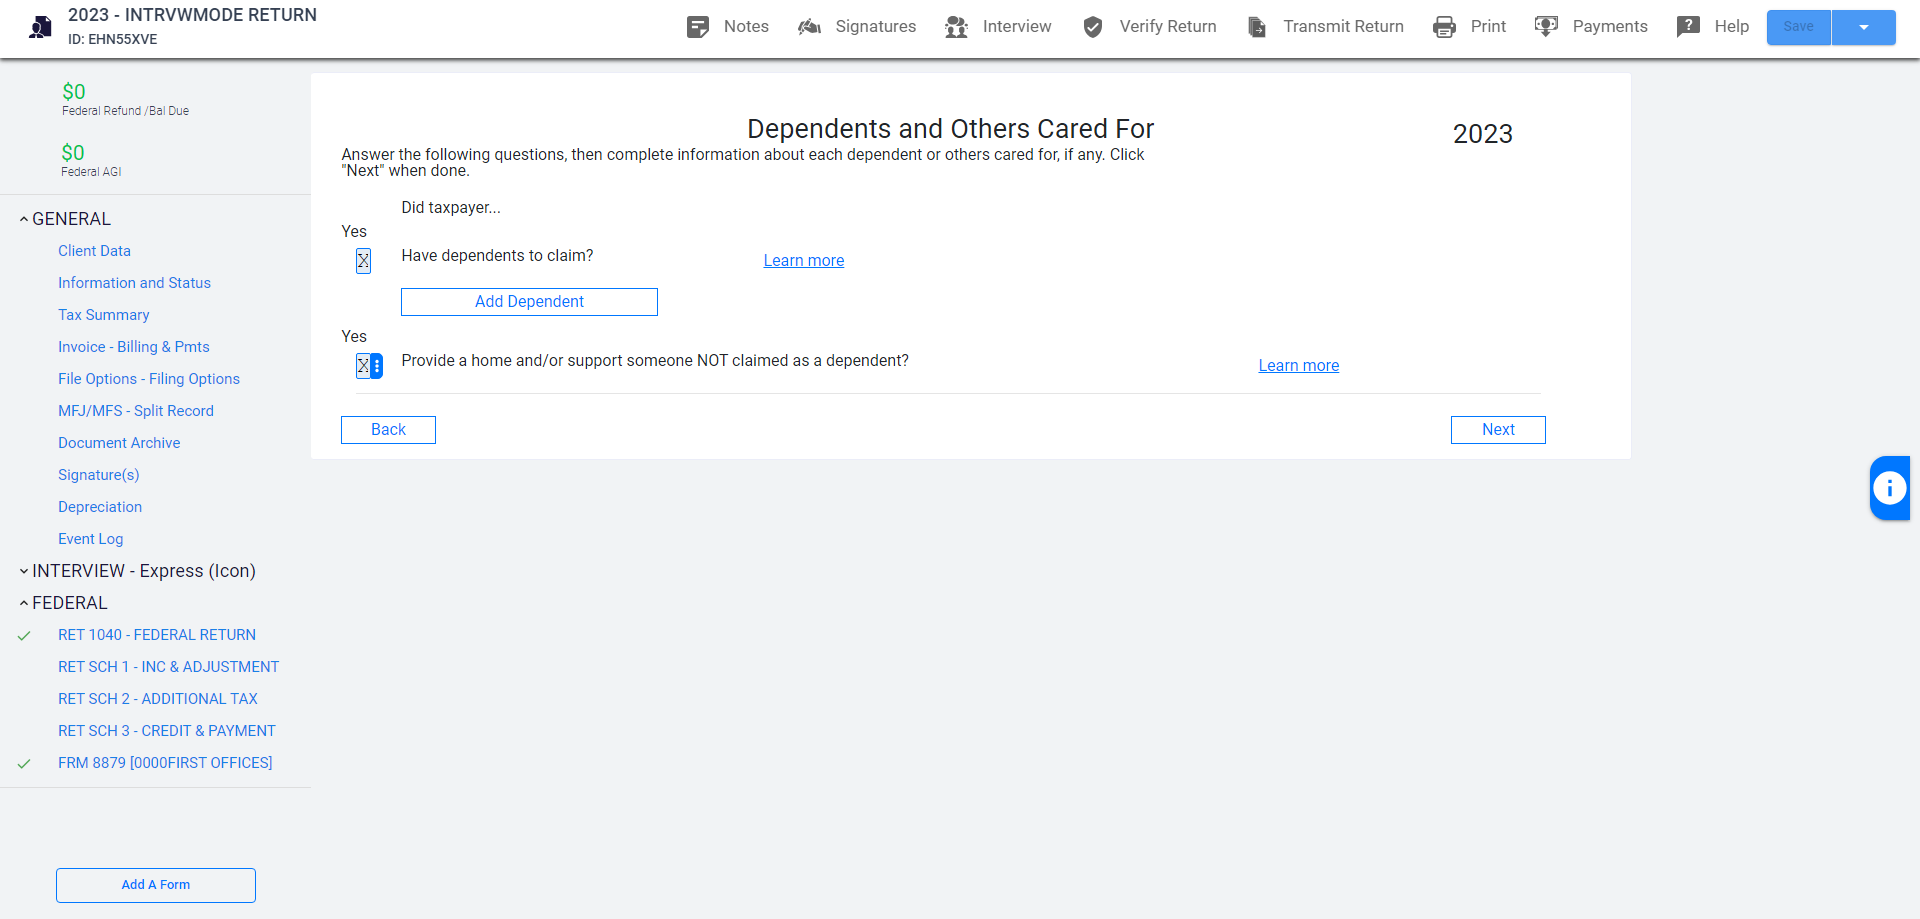 2023 - INTRVWMODE RETURN
ID: EHN55XVE
Notes
Signatures
Interview
Verify Return
Transmit Return
Print
Payments
Help
Save
$0
Federal Refund /Bal Due
$0
Federal AGI
GENERAL
Client Data
Information and Status
Tax Summary
Invoice - Billing & Pmts
File Options - Filing Options
MFJ/MFS - Split Record
Document Archive
Signature(s)
Depreciation
Event Log
INTERVIEW - Express (Icon)
FEDERAL
RET 1040 - FEDERAL RETURN
RET SCH 1 - INC & ADJUSTMENT
RET SCH 2 - ADDITIONAL TAX
RET SCH 3 - CREDIT & PAYMENT
FRM 8879 [0000FIRST OFFICES]
Add A Form
Dependents and Others Cared For
2023
Answer the following questions, then complete information about each dependent or others cared for, if any. Click
"Next" when done.
Did taxpayer...
Yes
X Have dependents to claim? Learn more
Add Dependent
Yes
X Provide a home and/or support someone NOT claimed as a dependent? Learn more
Back
Next